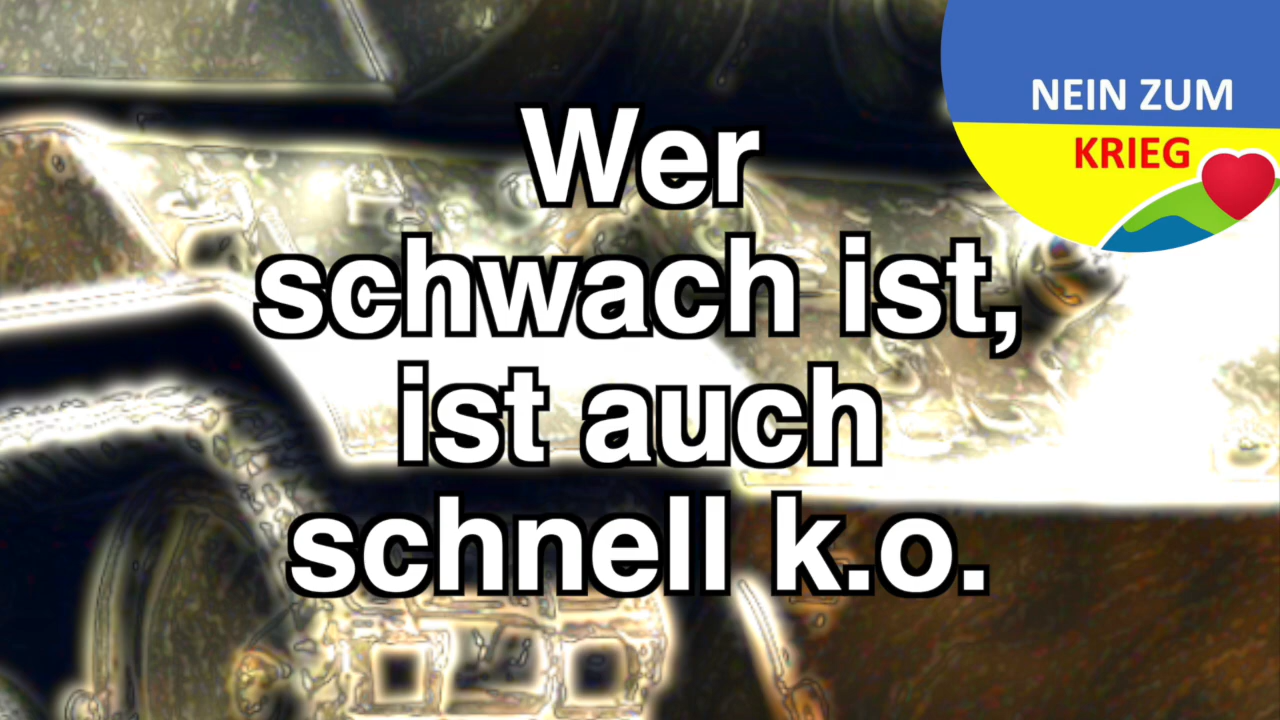 NEIN ZUM
KRIEG
Wer
schwach ist,
ist auch
schnell k.o.